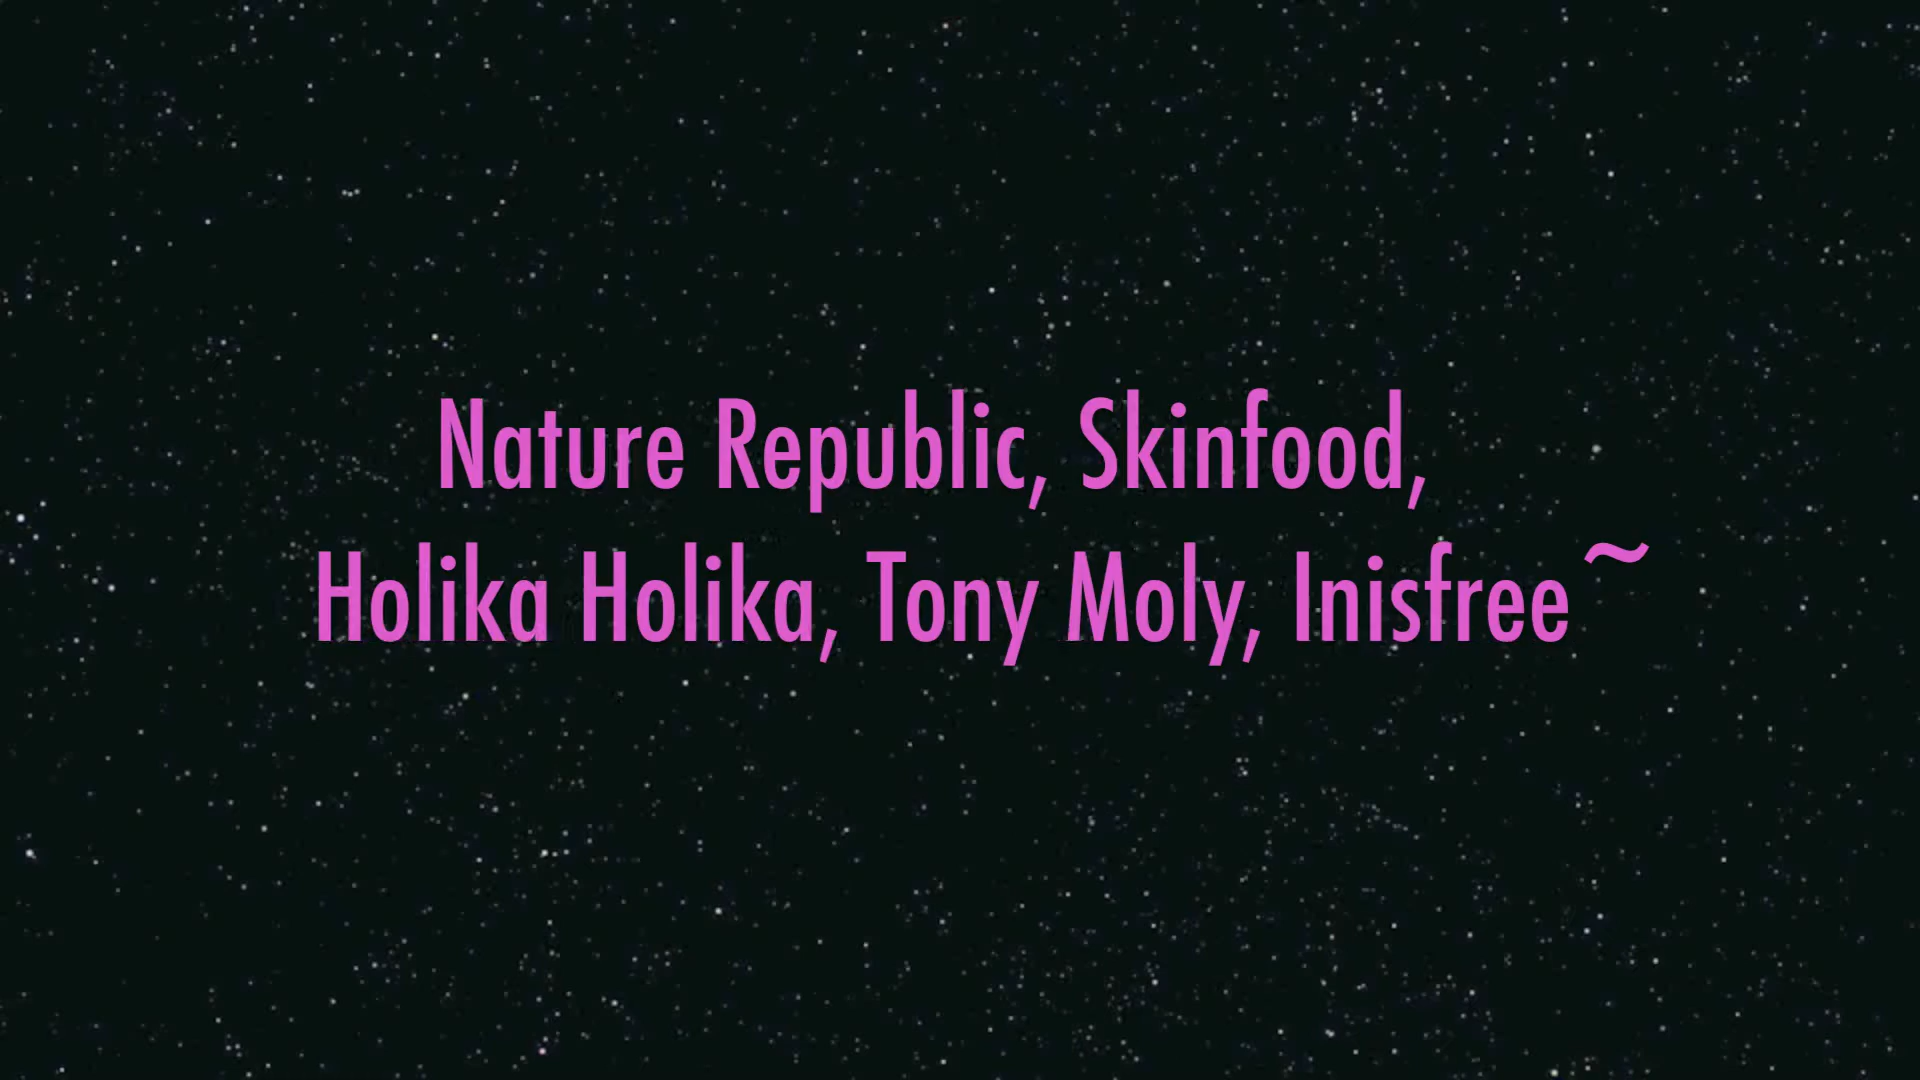 Nature Republic, Skinfood,
Holika Holika, Tony Moly, Inisfree~